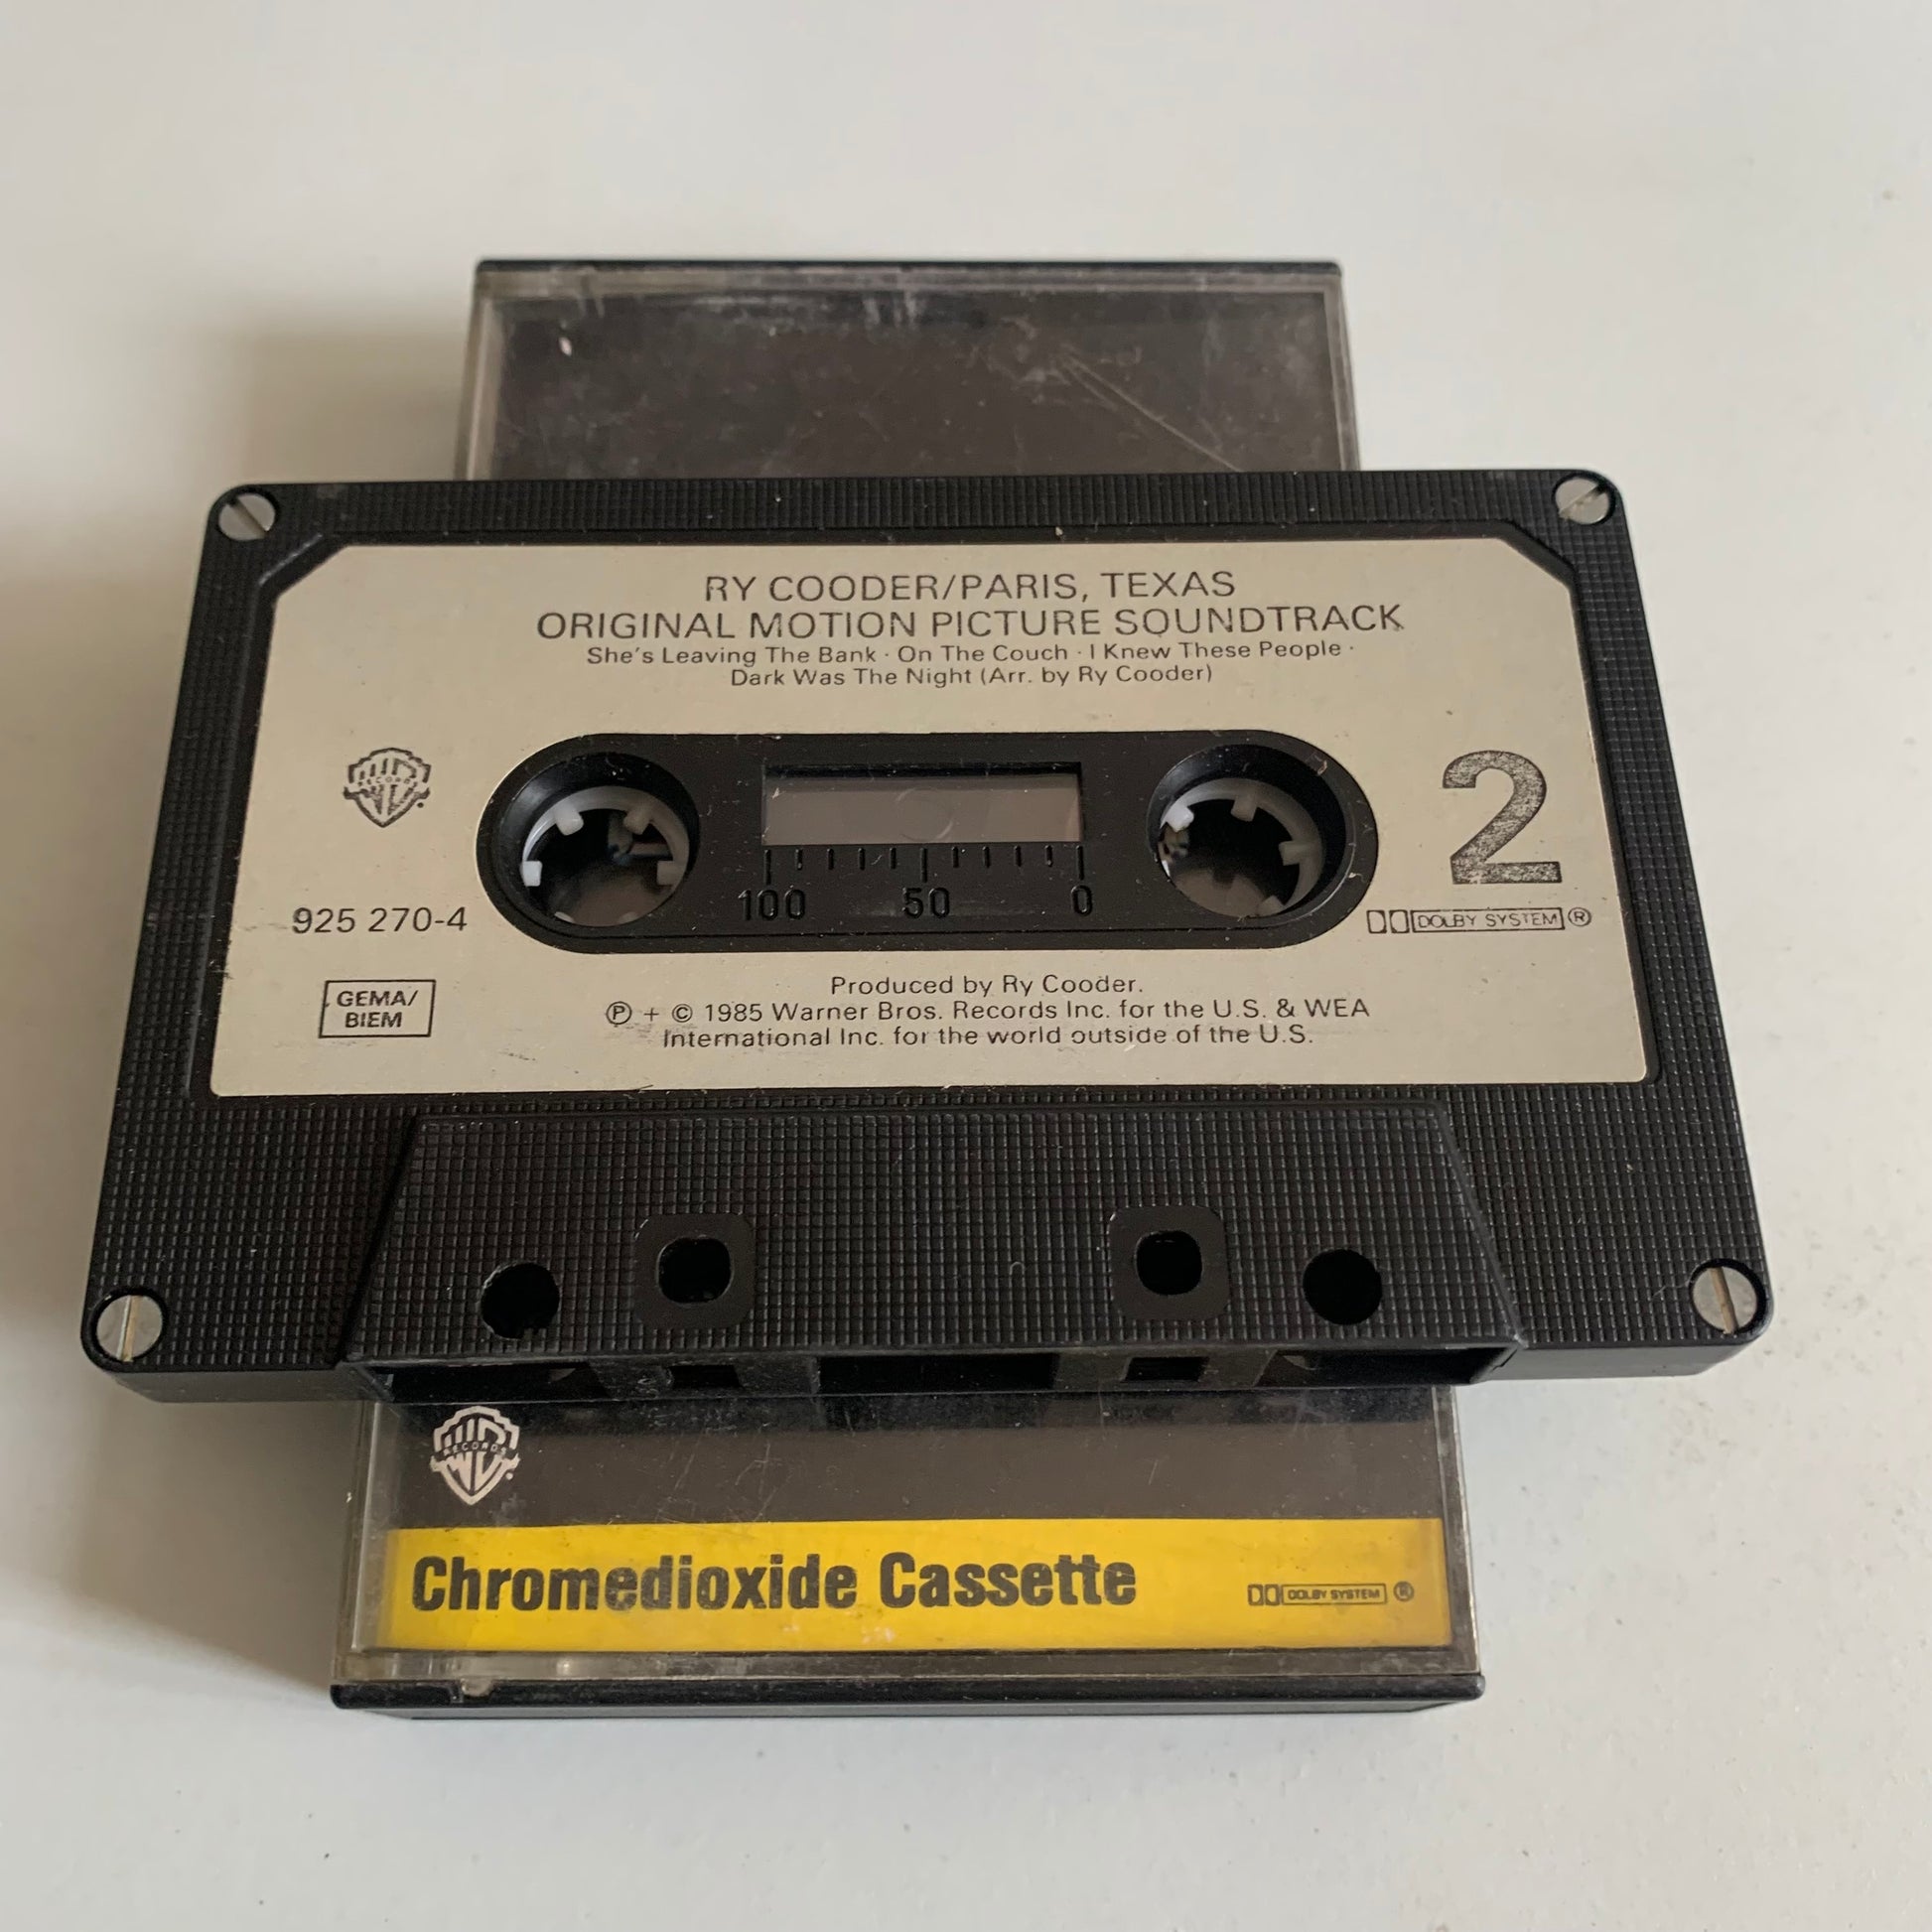 RY COODER/PARIS, TEXAS
ORIGINAL MOTION PICTURE SOUNDTRACK
She's Leaving The Bank · On The Couch · I Knew These People ·
Dark Was The Night (Arr. by Ry Cooder)
RECORDS
2
100 50 0
925 270-4
DOLBY SYSTEM ®
GEMA/
BIEM
Produced by Ry Cooder.
℗ + © 1985 Warner Bros. Records Inc. for the U.S. & WEA
International Inc. for the world outside of the U.S.
RECORDS
Chromedioxide Cassette
DOLBY SYSTEM ®